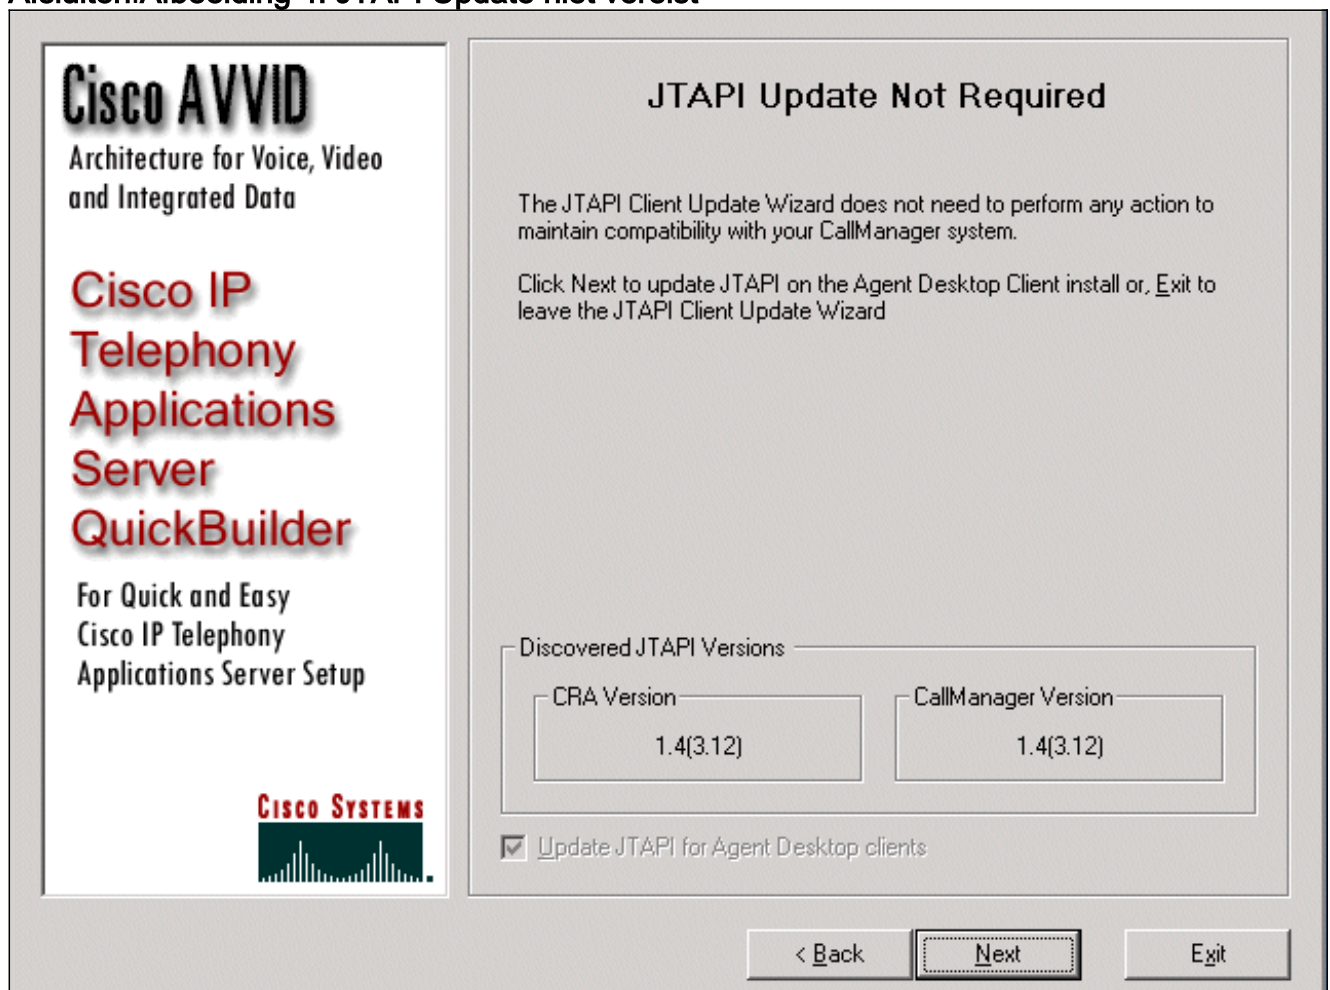 JTAPI Update niet vereist
Cisco AVVID
Architecture for Voice, Video
and Integrated Data
Cisco IP
Telephony
Applications
Server
QuickBuilder
For Quick and Easy
Cisco IP Telephony
Applications Server Setup
CISCO SYSTEMS
JTAPI Update Not Required
The JTAPI Client Update Wizard does not need to perform any action to
maintain compatibility with your CallManager system.
Click Next to update JTAPI on the Agent Desktop Client install or, Exit to
leave the JTAPI Client Update Wizard
Discovered JTAPI Versions
CRA Version
1.4(3.12)
CallManager Version
1.4(3.12)
Update JTAPI for Agent Desktop clients
< Back
Next
Exit